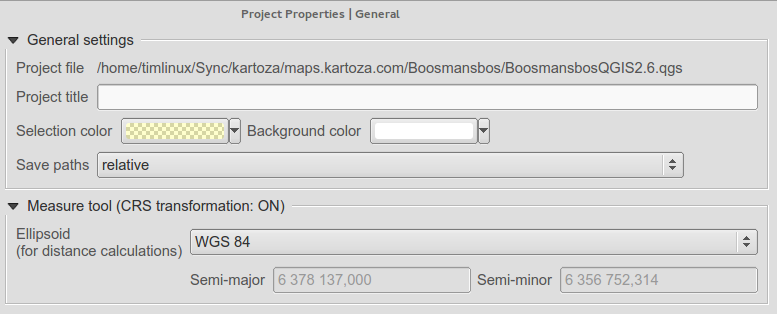 Project Properties | General
General settings
Project file /home/timlinux/Sync/kartoza/maps.kartoza.com/Boosmansbos/BoosmansbosQGIS2.6.qgs
Project title
Selection color Background color
Save paths relative
Measure tool (CRS transformation: ON)
Ellipsoid
(for distance calculations) WGS 84
Semi-major 6 378 137,000 Semi-minor 6 356 752,314